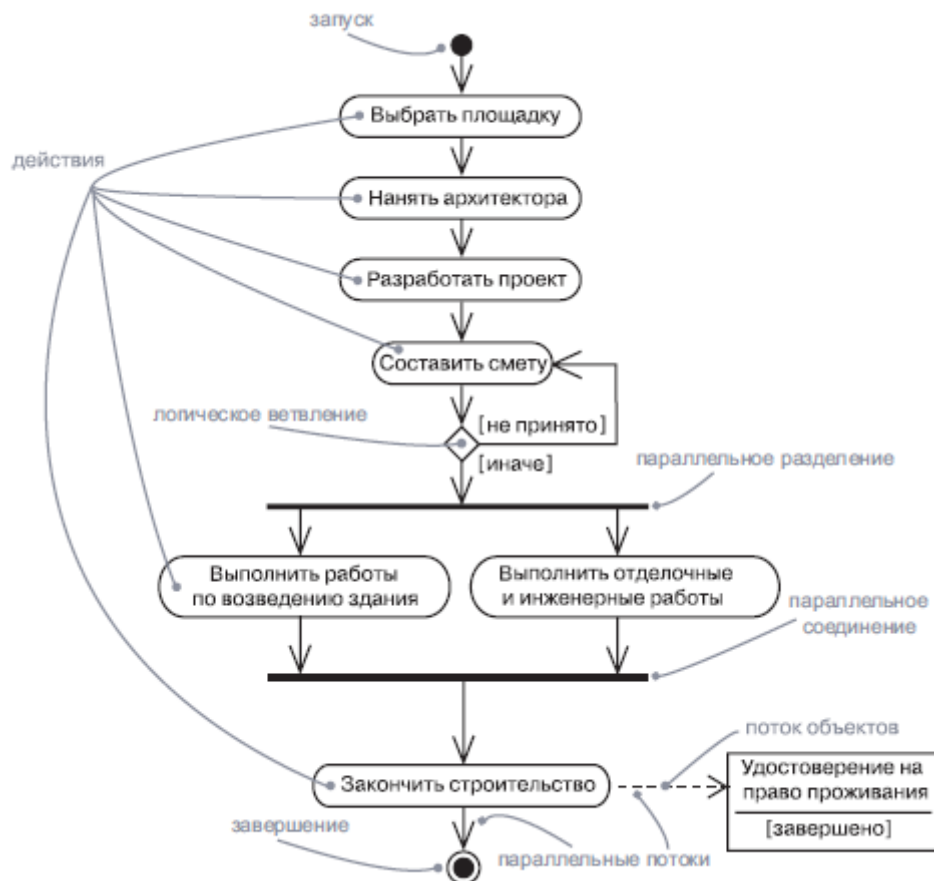 запуск
Выбрать площадку
действия
Нанять архитектора
Разработать проект
Составить смету
логическое ветвление
[не принято]
[иначе]
параллельное разделение
Выполнить работы
по возведению здания
Выполнить отделочные
и инженерные работы
параллельное
соединение
поток объектов
Закончить строительство
Удостоверение на
право проживания
[завершено]
завершение
параллельные потоки